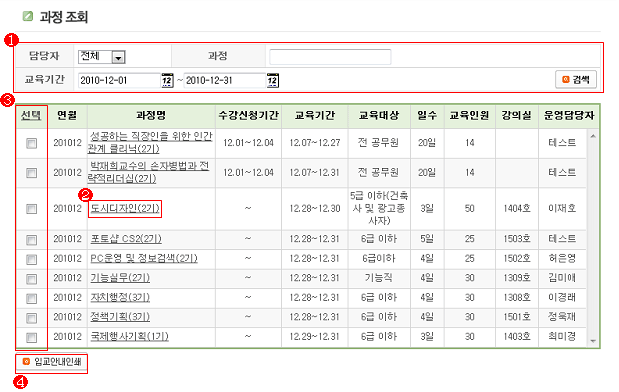 과정 조회
1
담당자 전체 과정
교육기간 2010-12-01 12 ~ 2010-12-31 12 검색
3
선택 연월 과정명 수강신청기간 교육기간 교육대상 일수 교육인원 강의실 운영담당자
201012 성공하는 직장인을 위한 인간 12.01~12.04 12.07~12.27 전 공무원 20일 14 테스트
관계 클리닉(2기)
201012 박재희교수의 손자병법과 전 12.01~12.04 12.07~12.31 전 공무원 20일 14 테스트
략적리더십(2기)
2
5급 이하(건축
201012 도시디자인(2기) ~ 12.28~12.30 사 및 광고종 3일 50 1404호 이재호
사자)
201012 포토샵 CS2(2기) ~ 12.28~12.31 6급 이하 5일 25 1503호 테스트
201012 PC운영 및 정보검색(2기) ~ 12.28~12.31 6급이하 4일 25 1502호 허은영
201012 기능실무(2기) ~ 12.28~12.31 기능직 4일 30 1309호 김미애
201012 자치행정(3기) ~ 12.28~12.31 6급 이하 4일 30 1308호 이경래
201012 정책기획(3기) ~ 12.28~12.31 6급 이하 4일 30 1501호 정욱재
201012 국제행사기획(1기) ~ 12.29~12.31 6급 이하 3일 30 1403호 최미경
입교안내인쇄
4